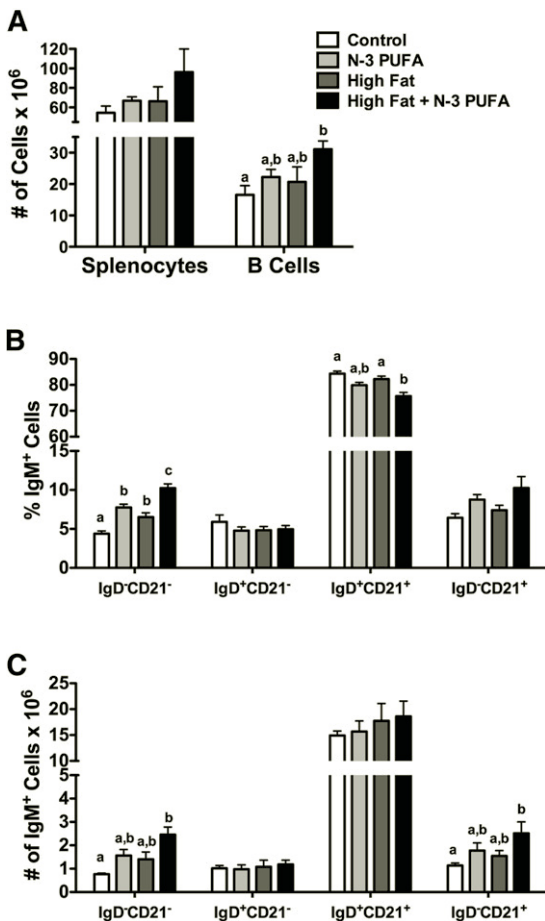 A
Control
N-3 PUFA
High Fat
High Fat + N-3 PUFA
# of Cells x 10⁶
120
100
80
60
30
20
10
0
a
a,b
a,b
b
Splenocytes
B Cells
B
% IgM⁺ Cells
90
80
70
60
15
10
5
0
a
b
b
c
a
a,b
a
b
IgD⁻CD21⁻
IgD⁺CD21⁻
IgD⁺CD21⁺
IgD⁻CD21⁺
C
# of IgM⁺ Cells x 10⁶
25
20
15
10
5
4
3
2
1
0
a
a,b
a,b
b
a
a,b
a,b
b
IgD⁻CD21⁻
IgD⁺CD21⁻
IgD⁺CD21⁺
IgD⁻CD21⁺